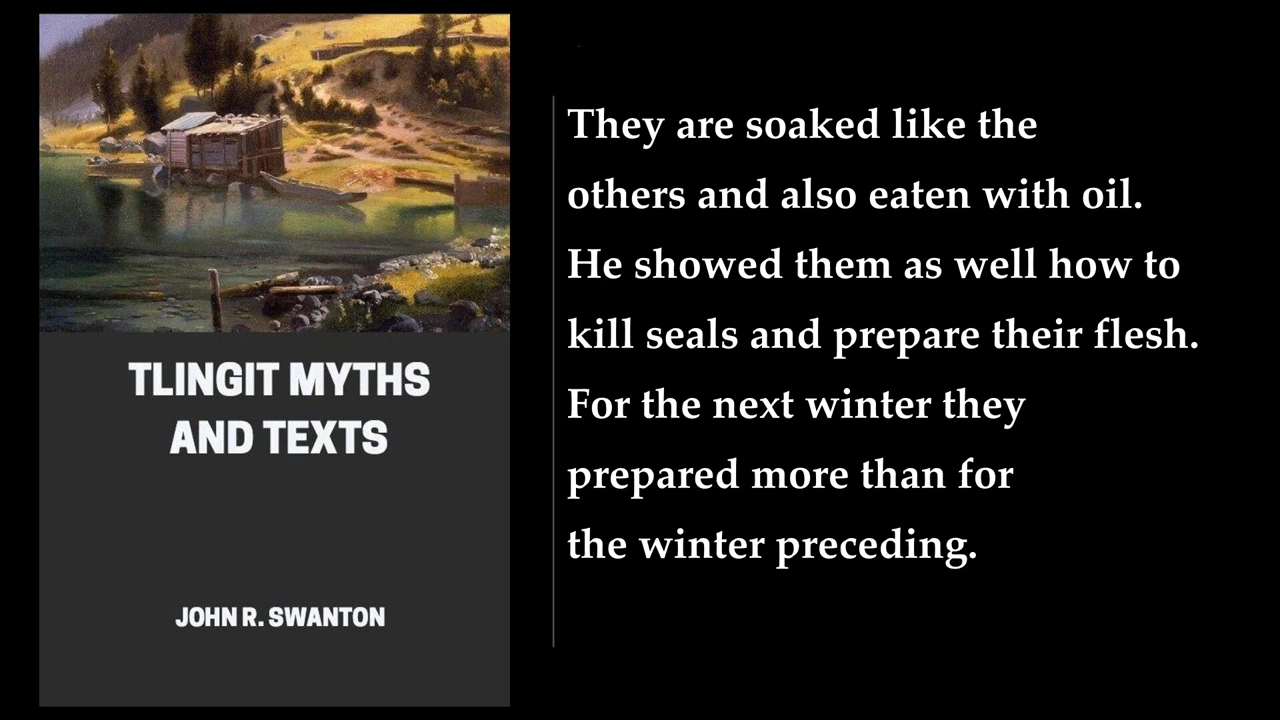 TLINGIT MYTHS
AND TEXTS
JOHN R. SWANTON
They are soaked like the
others and also eaten with oil.
He showed them as well how to
kill seals and prepare their flesh.
For the next winter they
prepared more than for
the winter preceding.